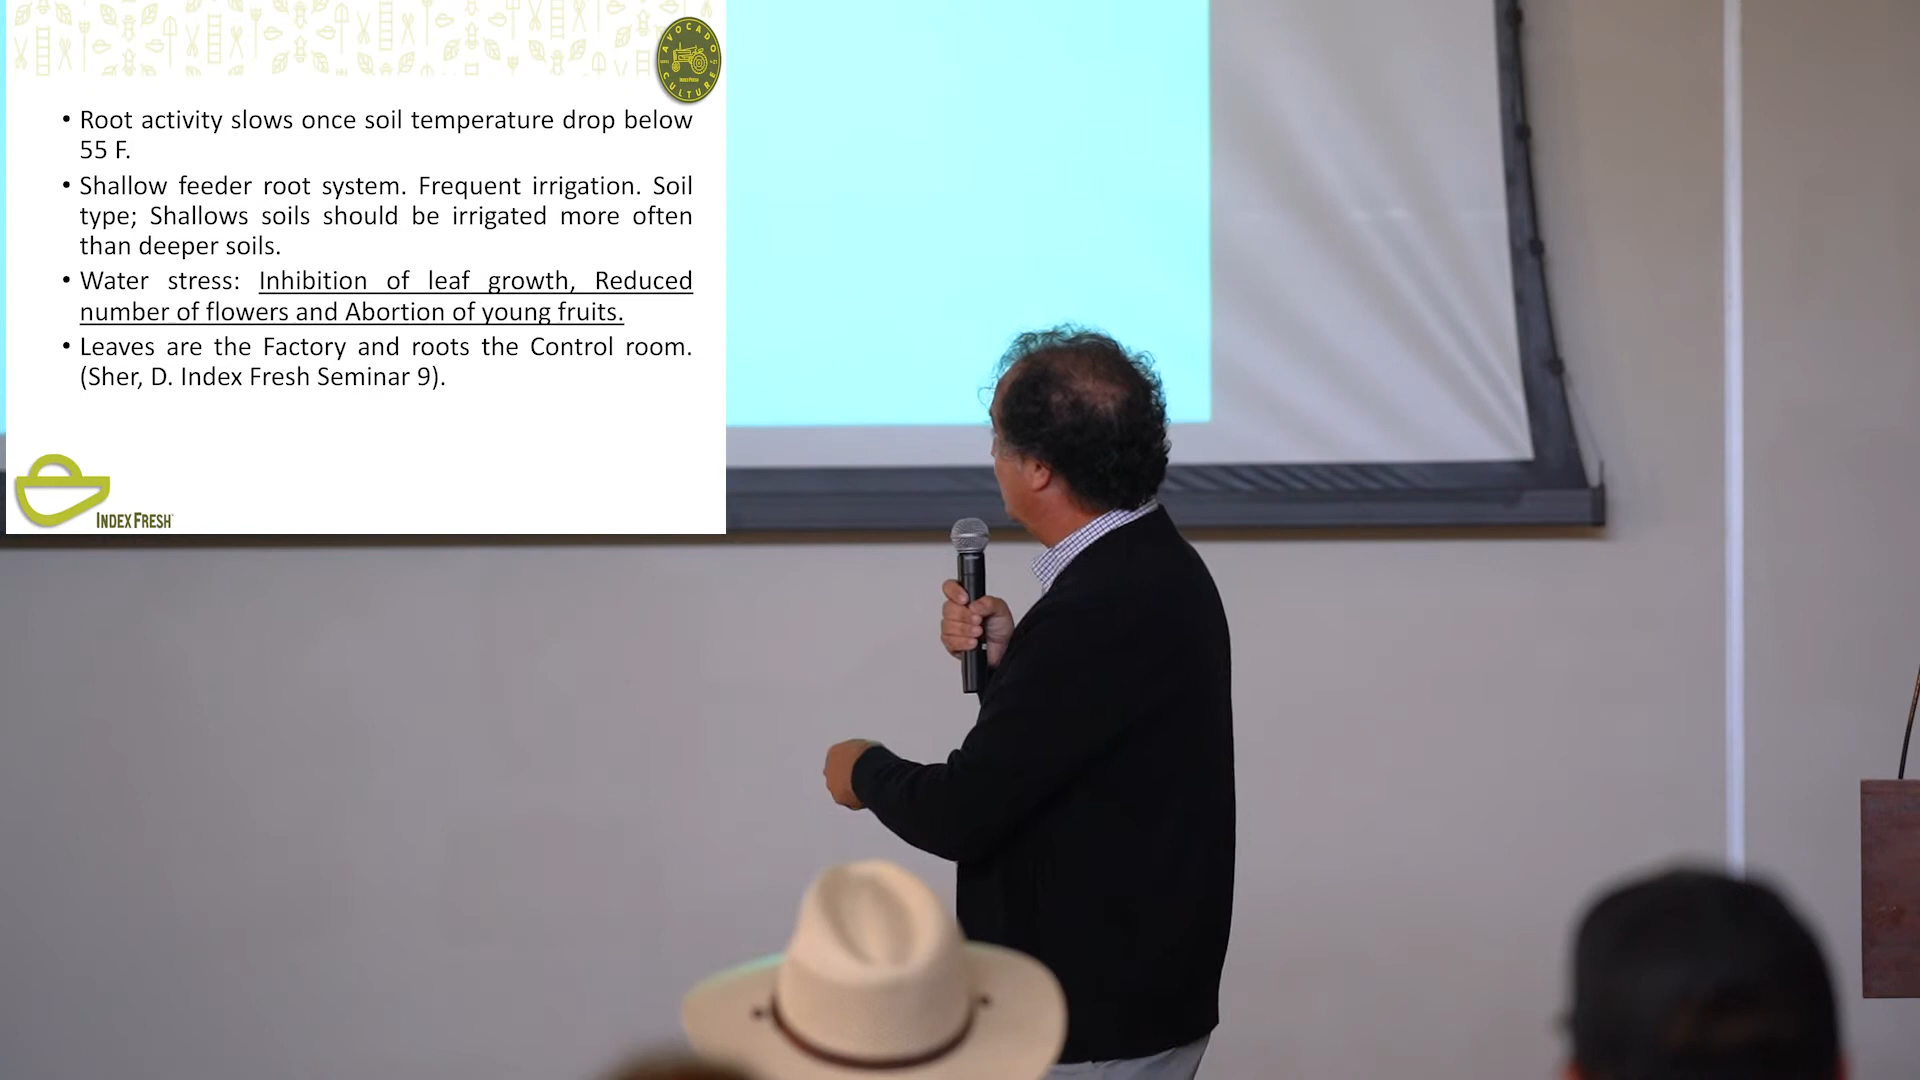 AVOCADO
INDEX FRESH
CULTURE
• Root activity slows once soil temperature drop below
55 F.
• Shallow feeder root system. Frequent irrigation. Soil
type; Shallows soils should be irrigated more often
than deeper soils.
• Water stress: Inhibition of leaf growth, Reduced
number of flowers and Abortion of young fruits.
• Leaves are the Factory and roots the Control room.
(Sher, D. Index Fresh Seminar 9).
INDEX FRESH